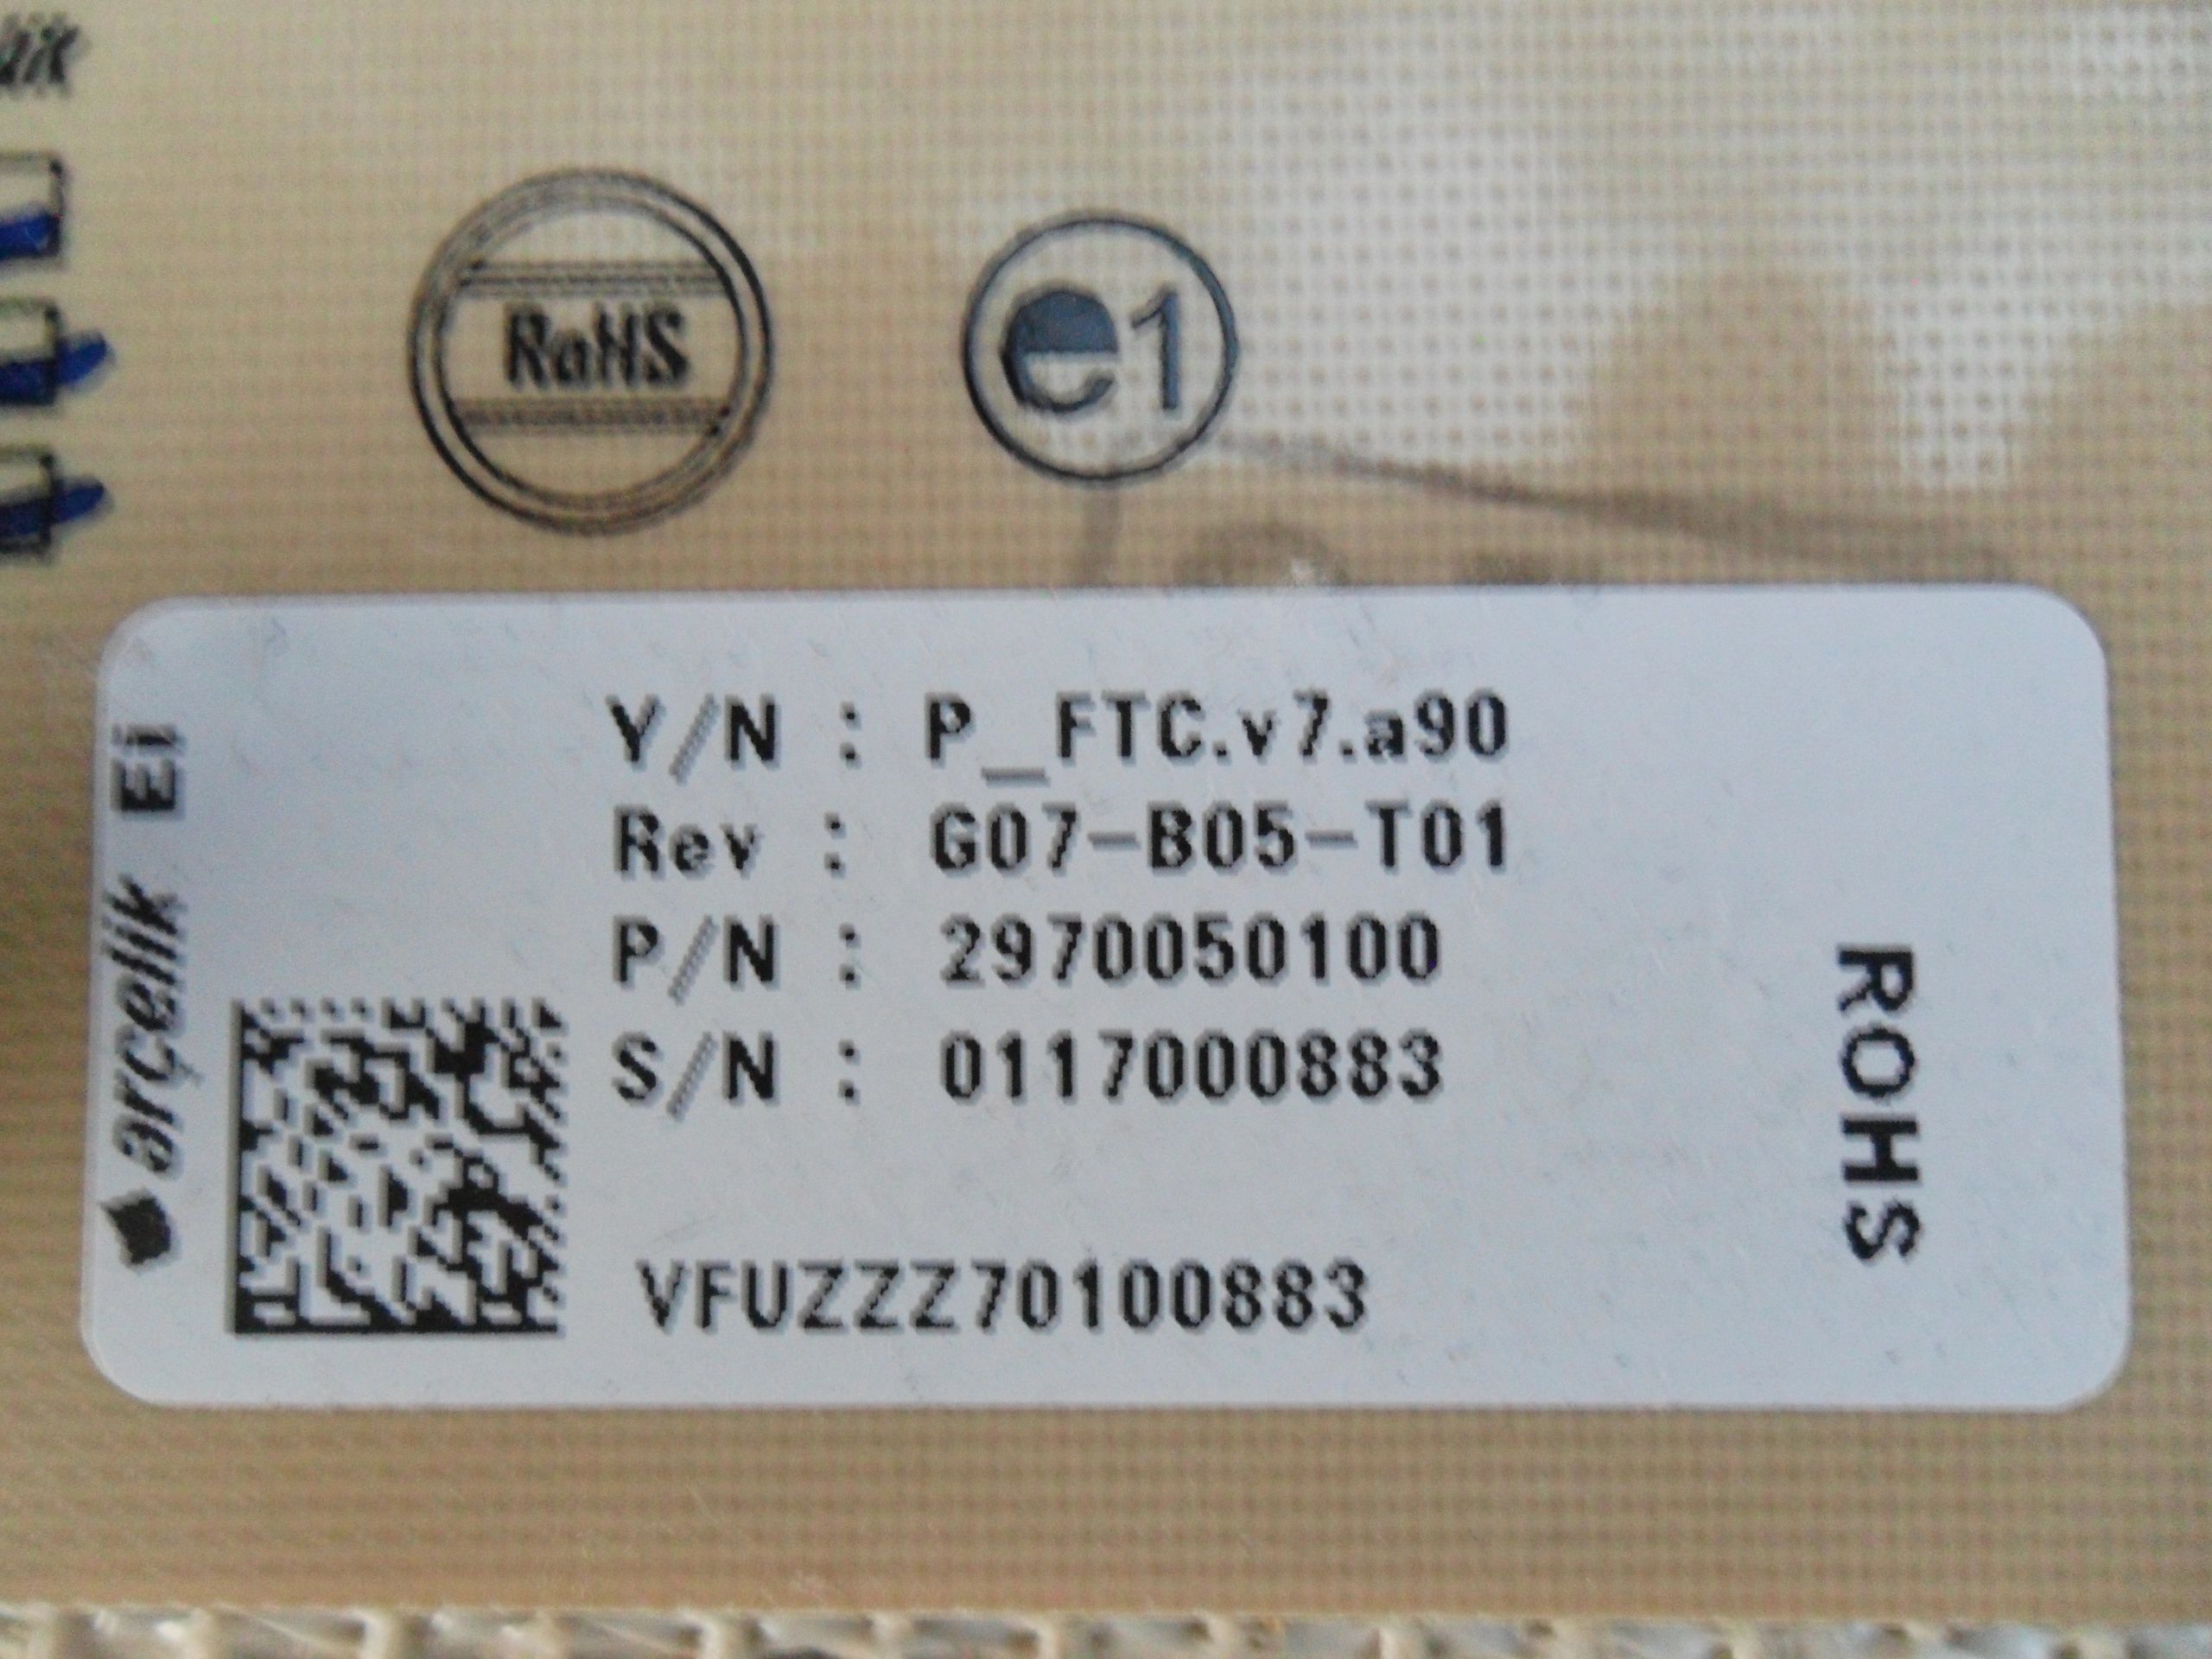 RoHS
e1
arçelik Ei
Y/N : P_FTC.v7.a90
Rev : G07-B05-T01
P/N : 2970050100
S/N : 0117000883
VFUZZZ70100883
ROHS